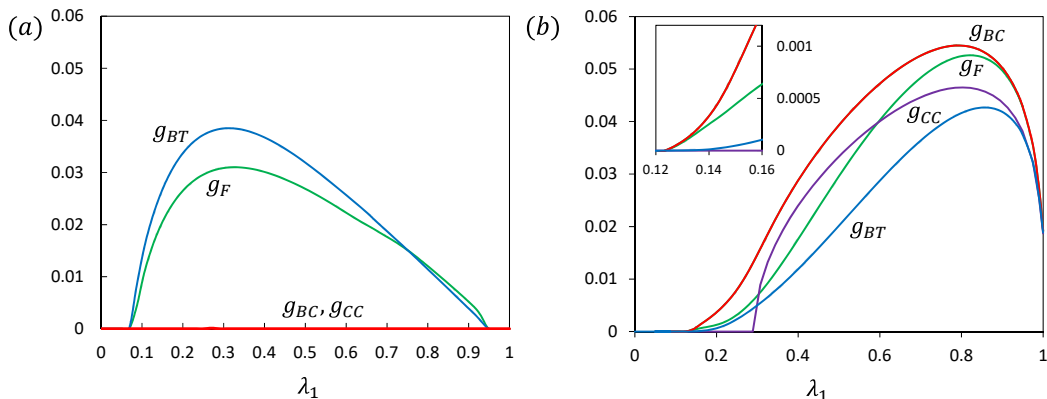 (a)
0.06
0.05
0.04
0.03
0.02
0.01
0
g_BT
g_F
g_BC, g_CC
0 0.1 0.2 0.3 0.4 0.5 0.6 0.7 0.8 0.9 1
λ_1
(b)
0.06
0.05
0.04
0.03
0.02
0.01
0
0.001
0.0005
0
0.12 0.14 0.16
g_BC
g_F
g_CC
g_BT
0 0.2 0.4 0.6 0.8 1
λ_1